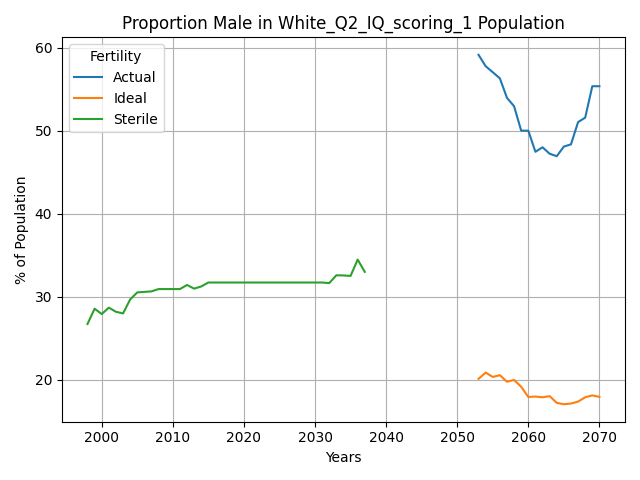 Proportion Male in White_Q2_IQ_scoring_1 Population
Fertility
Actual
Ideal
Sterile
% of Population
60
50
40
30
20
2000 2010 2020 2030 2040 2050 2060 2070
Years